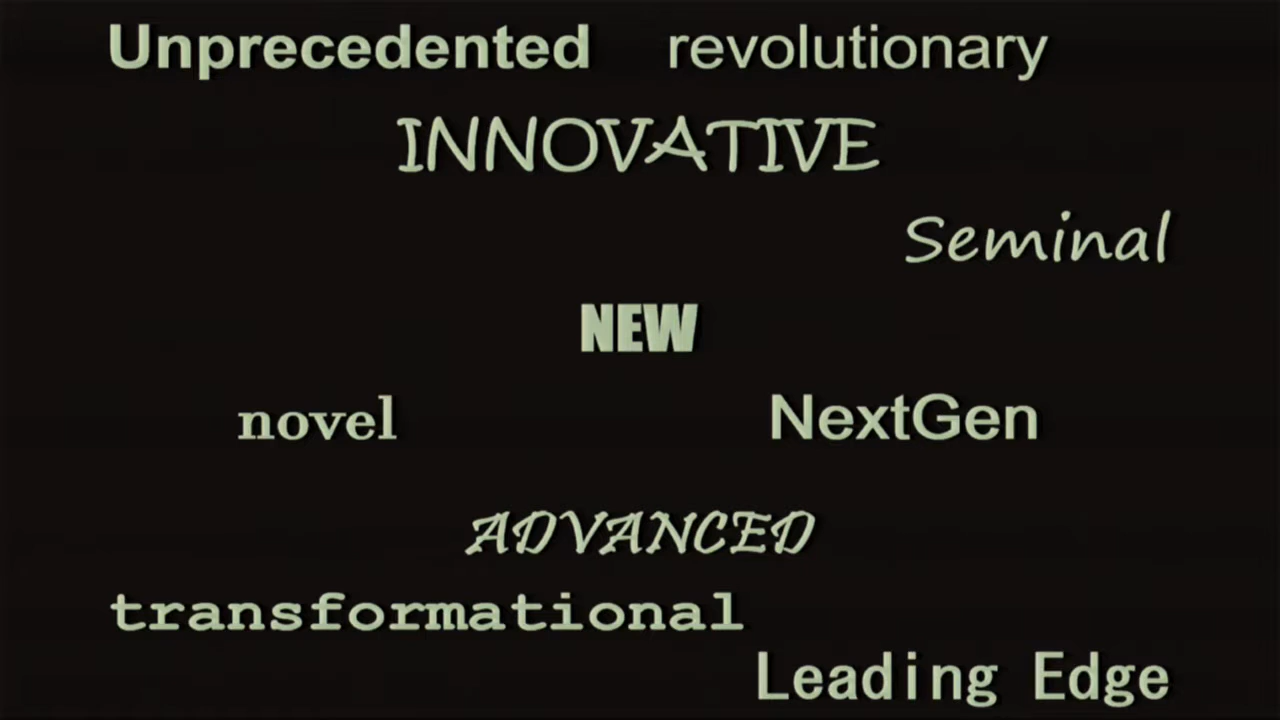 Unprecedented revolutionary
INNOVATIVE
Seminal
NEW
novel NextGen
ADVANCED
transformational
Leading Edge